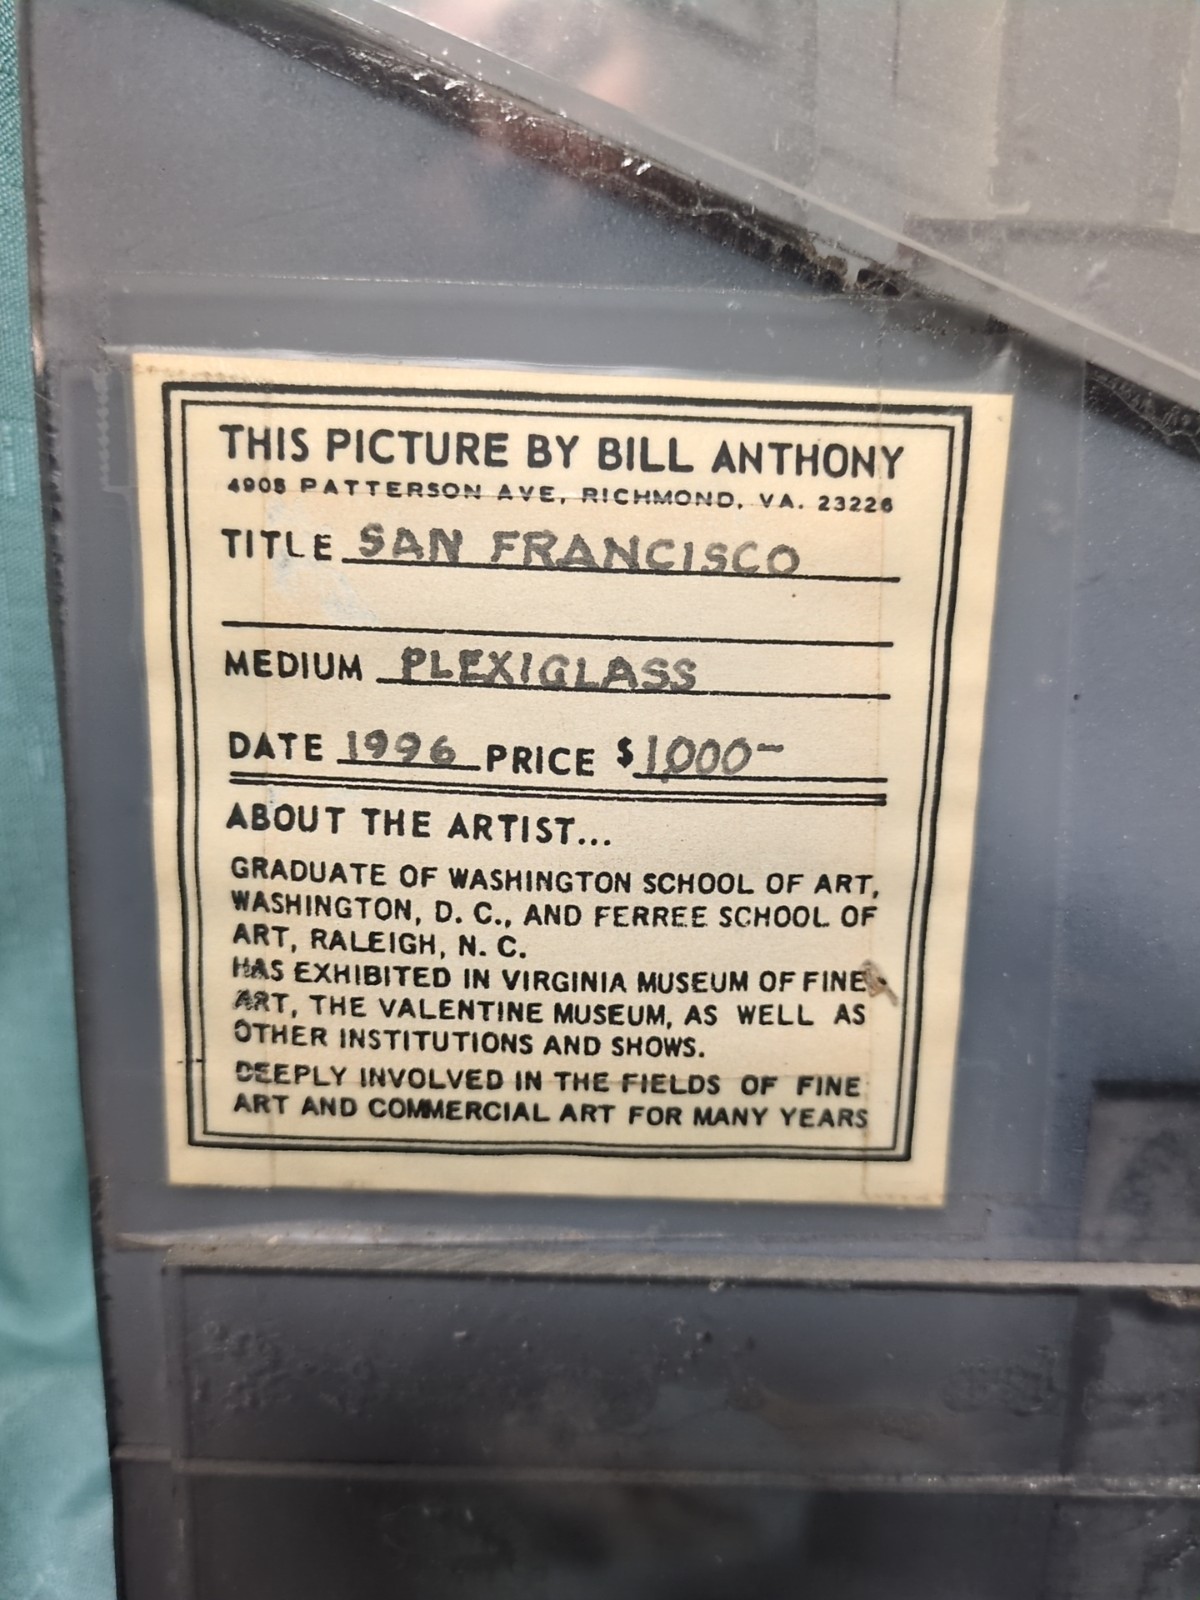 THIS PICTURE BY BILL ANTHONY
4908 PATTERSON AVE, RICHMOND, VA. 23226
TITLE SAN FRANCISCO
MEDIUM PLEXIGLASS
DATE 1996 PRICE $1,000-
ABOUT THE ARTIST...
GRADUATE OF WASHINGTON SCHOOL OF ART,
WASHINGTON, D. C., AND FERREE SCHOOL OF
ART, RALEIGH, N. C.
HAS EXHIBITED IN VIRGINIA MUSEUM OF FINE
ART, THE VALENTINE MUSEUM, AS WELL AS
OTHER INSTITUTIONS AND SHOWS.
DEEPLY INVOLVED IN THE FIELDS OF FINE
ART AND COMMERCIAL ART FOR MANY YEARS